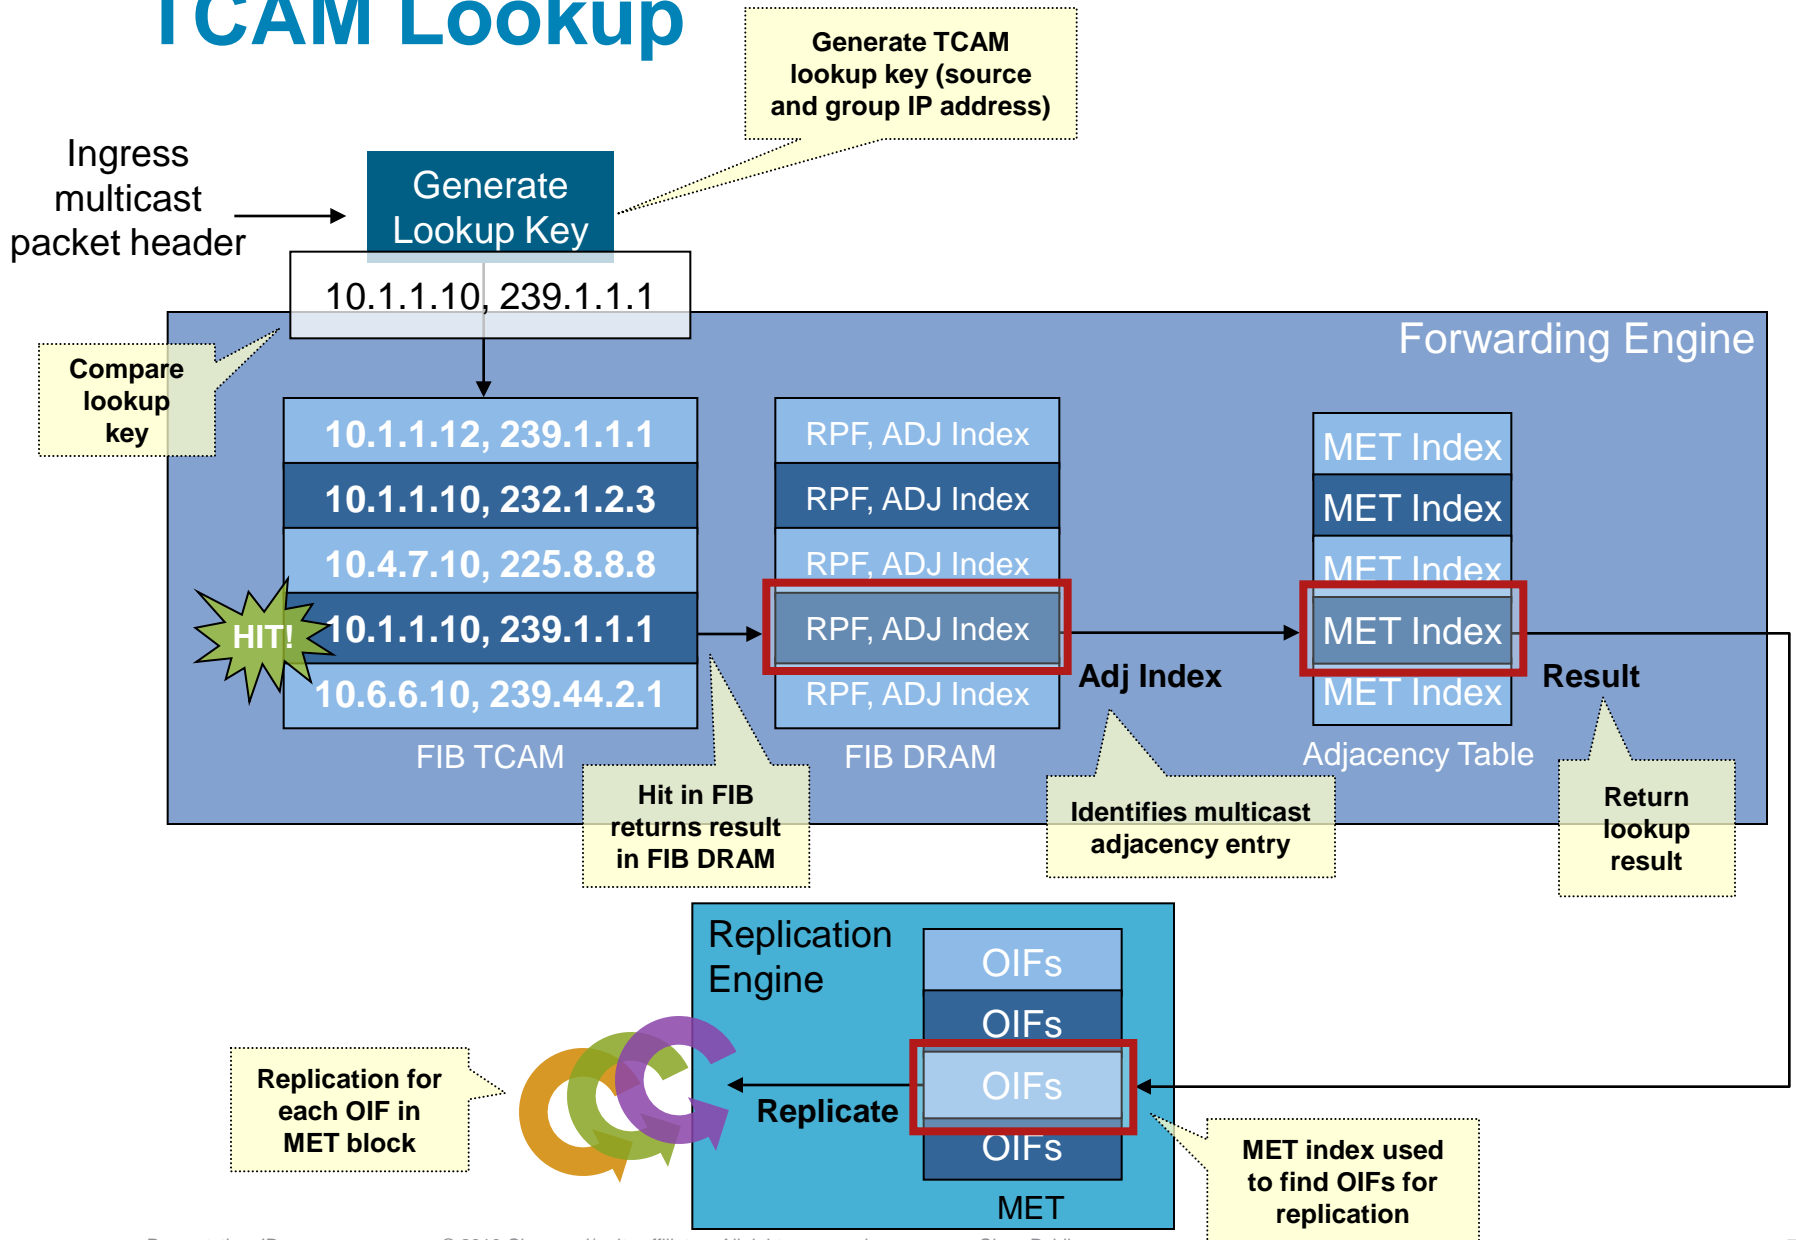 TCAM Lookup
Generate TCAM
lookup key (source
and group IP address)
Ingress
multicast
packet header
Generate
Lookup Key
10.1.1.10, 239.1.1.1
Forwarding Engine
Compare
lookup
key
10.1.1.12, 239.1.1.1
10.1.1.10, 232.1.2.3
10.4.7.10, 225.8.8.8
HIT!
10.1.1.10, 239.1.1.1
10.6.6.10, 239.44.2.1
FIB TCAM
RPF, ADJ Index
RPF, ADJ Index
RPF, ADJ Index
RPF, ADJ Index
RPF, ADJ Index
FIB DRAM
Adj Index
MET Index
MET Index
MET Index
MET Index
MET Index
Adjacency Table
Result
Hit in FIB
returns result
in FIB DRAM
Identifies multicast
adjacency entry
Return
lookup
result
Replication
Engine
OIFs
OIFs
OIFs
OIFs
MET
Replicate
Replication for
each OIF in
MET block
MET index used
to find OIFs for
replication